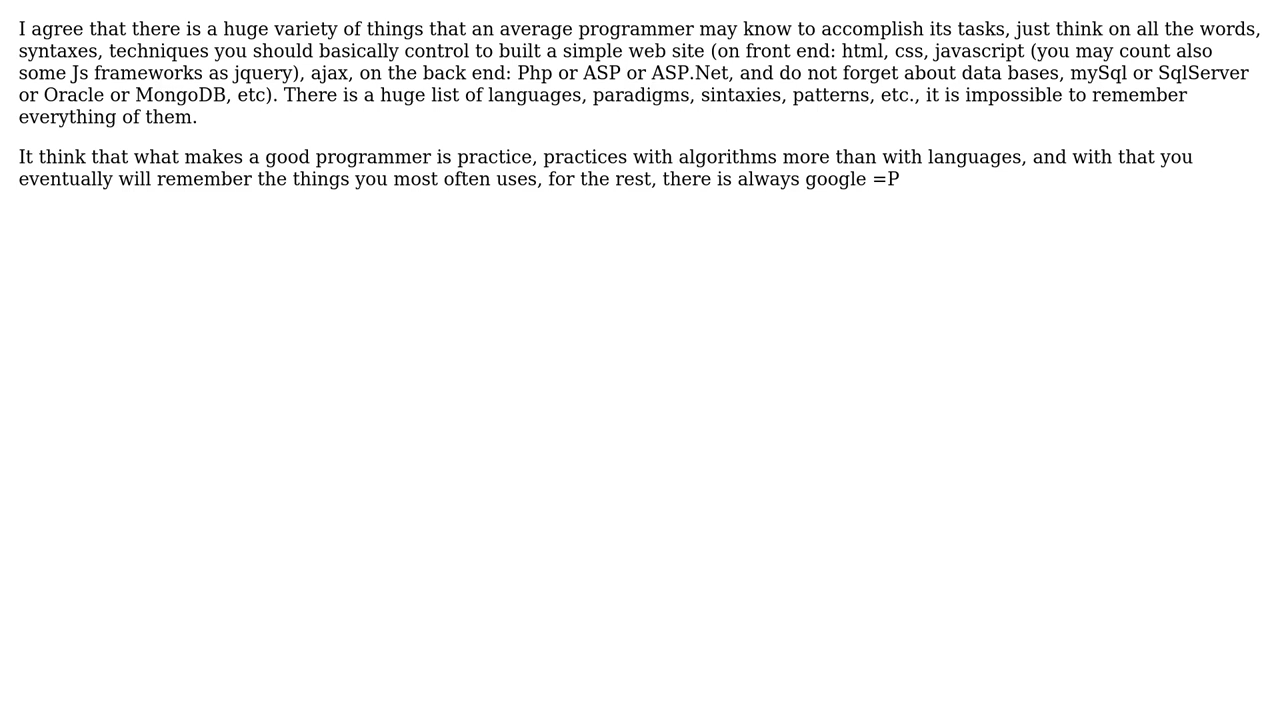 I agree that there is a huge variety of things that an average programmer may know to accomplish its tasks, just think on all the words,
syntaxes, techniques you should basically control to built a simple web site (on front end: html, css, javascript (you may count also
some Js frameworks as jquery), ajax, on the back end: Php or ASP or ASP.Net, and do not forget about data bases, mySql or SqlServer
or Oracle or MongoDB, etc). There is a huge list of languages, paradigms, sintaxies, patterns, etc., it is impossible to remember
everything of them.
It think that what makes a good programmer is practice, practices with algorithms more than with languages, and with that you
eventually will remember the things you most often uses, for the rest, there is always google =P